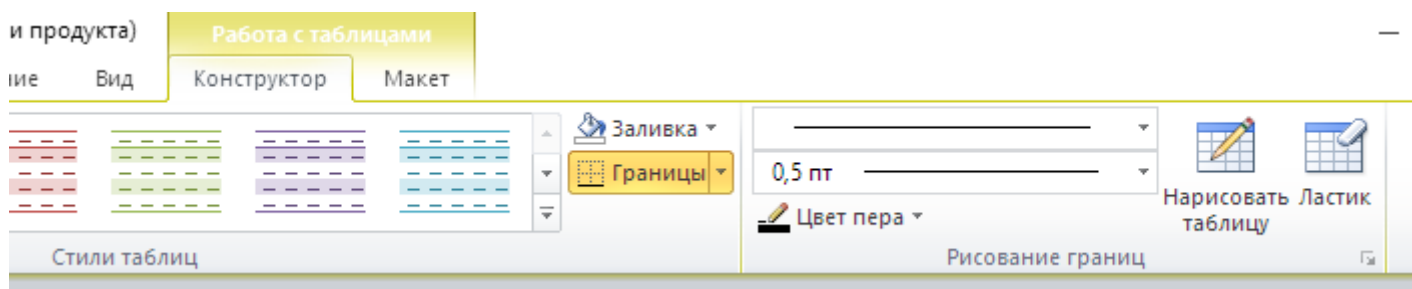 и продукта)
Работа с таблицами
Вид
Конструктор
Макет
Заливка
Границы
0,5 пт
Цвет пера
Нарисовать
таблицу
Ластик
Стили таблиц
Рисование границ